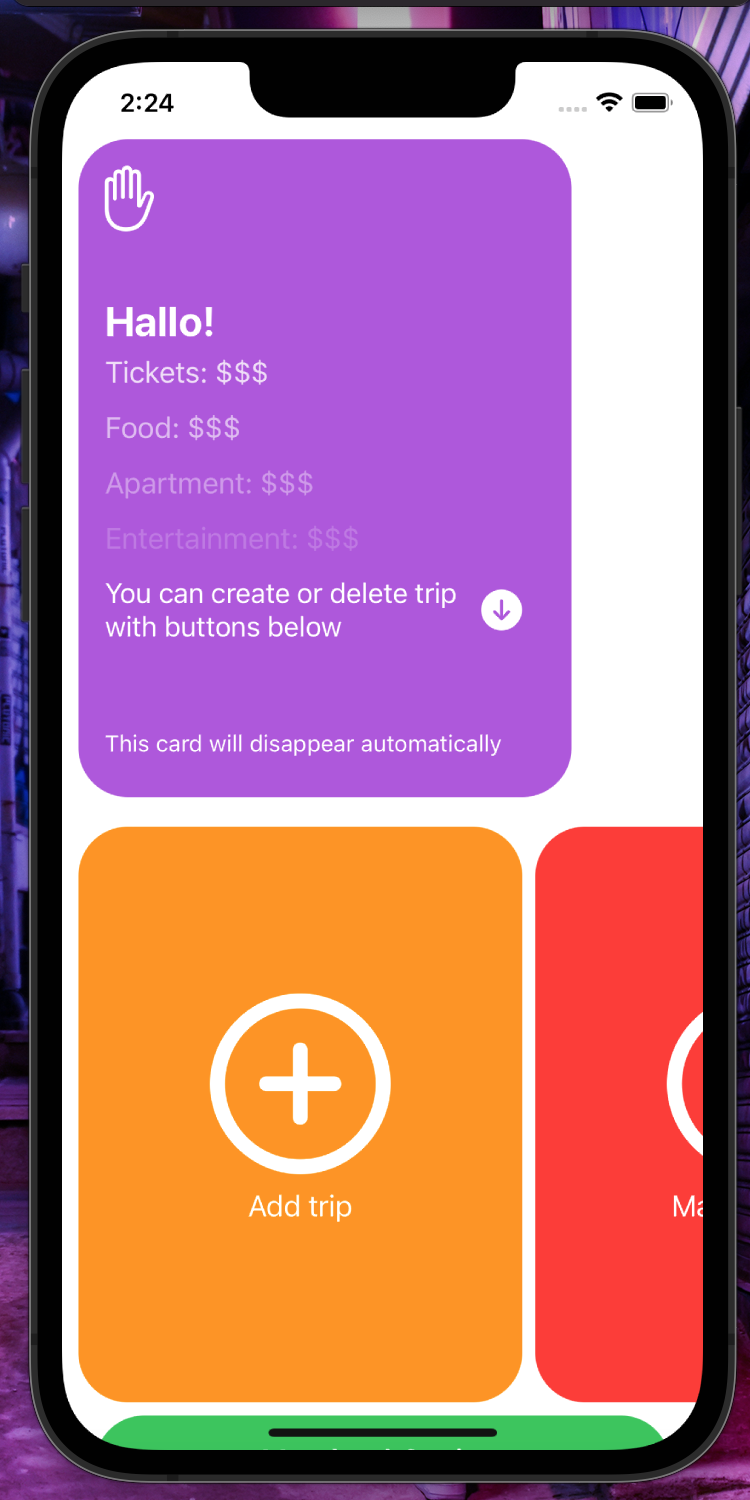 2:24
Hallo!
Tickets: $$$
Food: $$$
Apartment: $$$
Entertainment: $$$
You can create or delete trip
with buttons below
This card will disappear automatically
Add trip